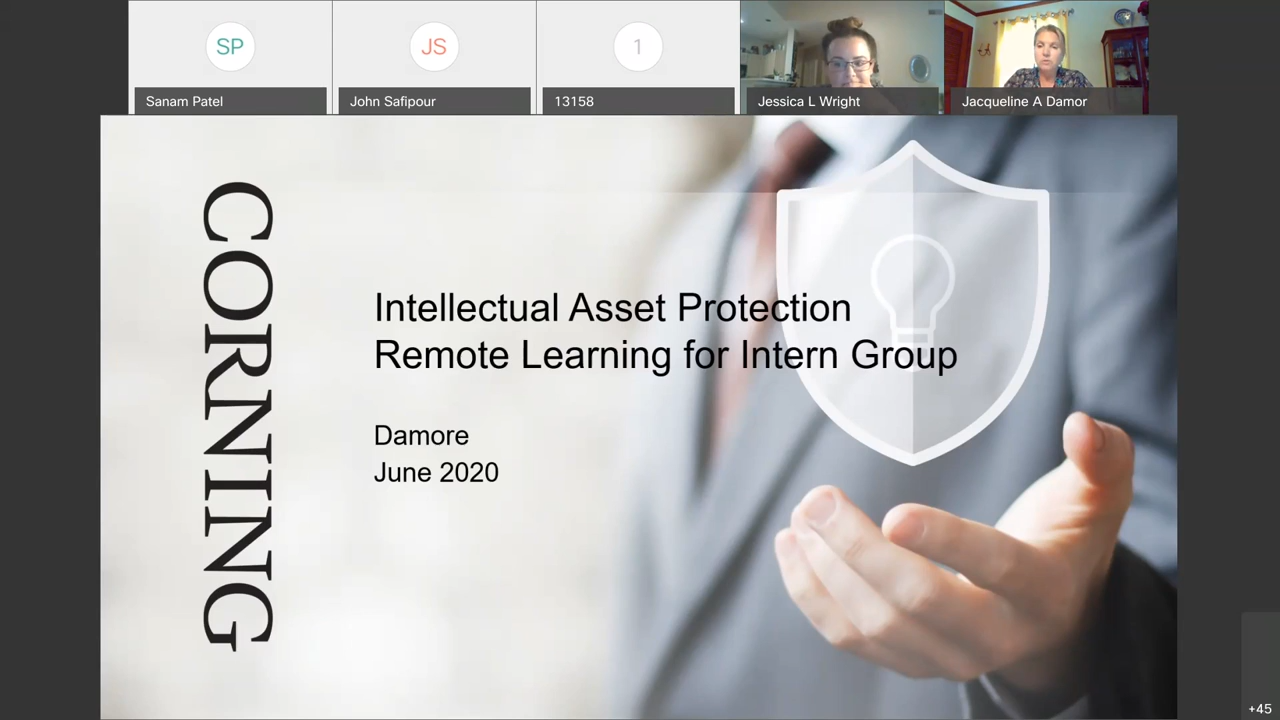 SP
JS
1
Sanam Patel
John Safipour
13158
Jessica L Wright
Jacqueline A Damor
CORNING
Intellectual Asset Protection
Remote Learning for Intern Group
Damore
June 2020
+45